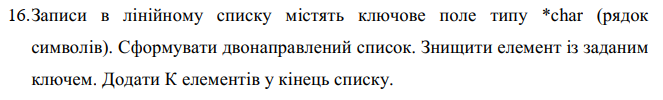 16.Записи в лінійному списку містять ключове поле типу *char (рядок
символів). Сформувати двонаправлений список. Знищити елемент із заданим
ключем. Додати К елементів у кінець списку.